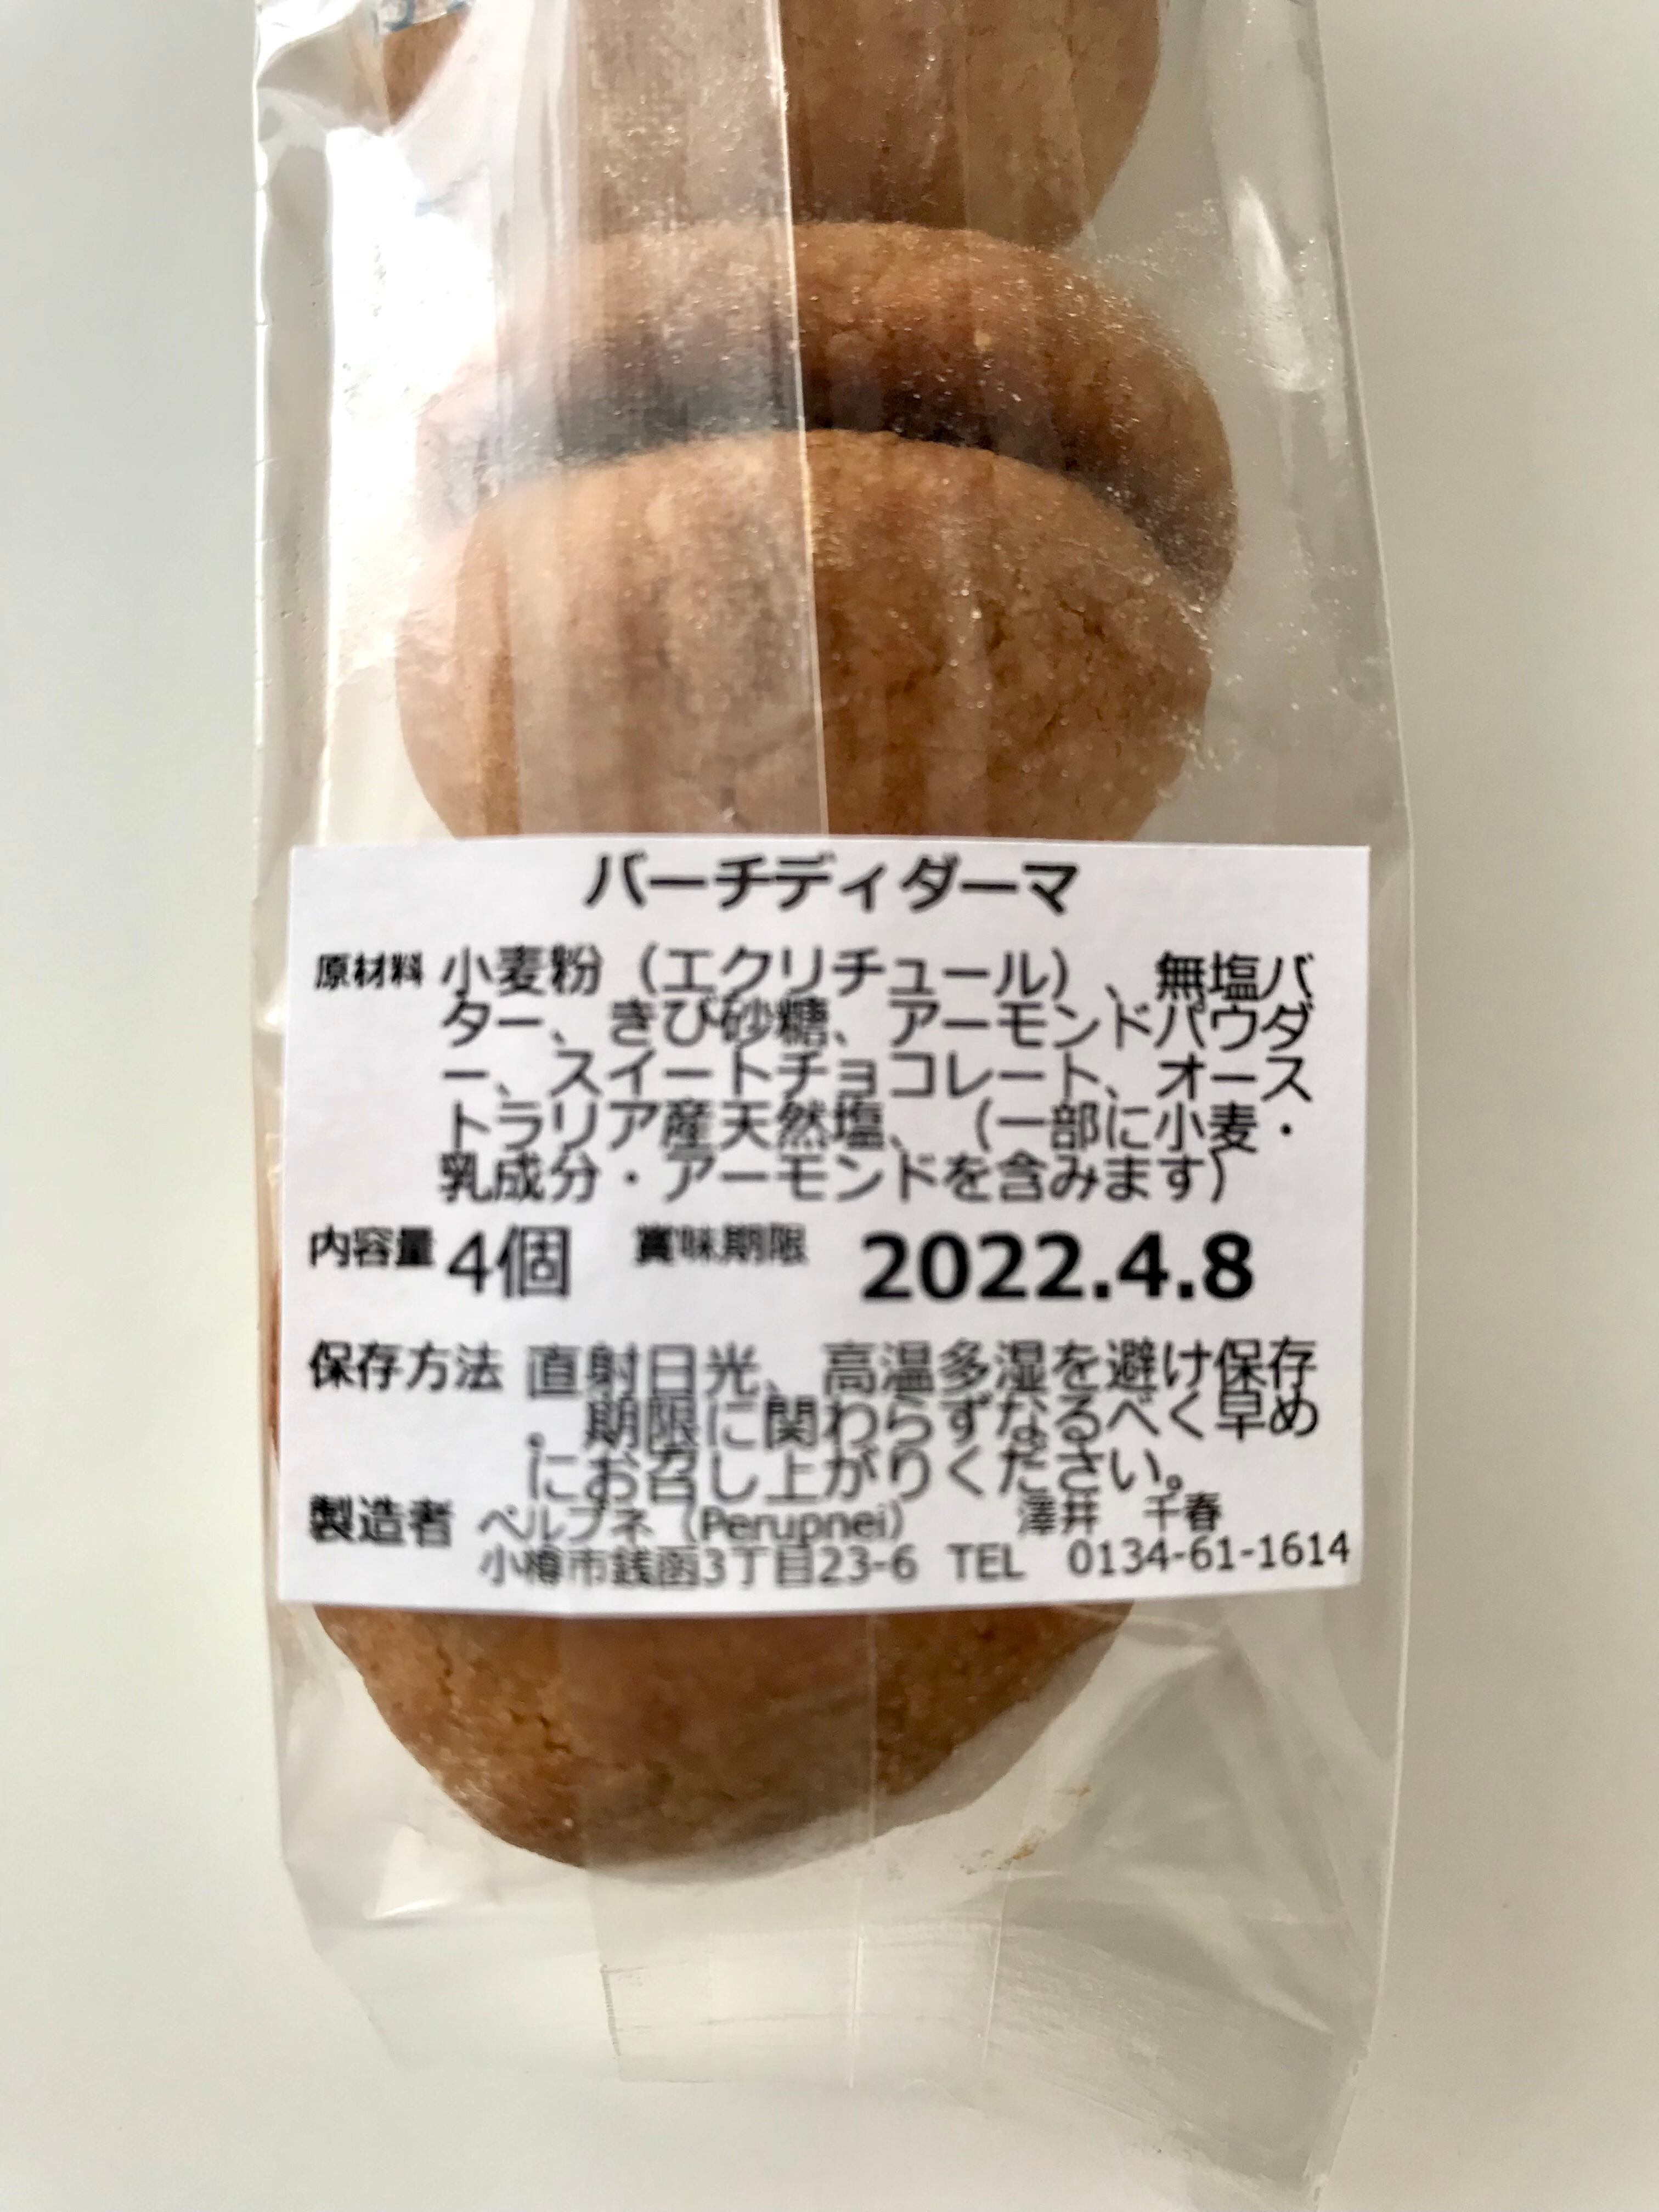 バーチディダーマ
原材料 小麦粉（エクリチュール）、無塩バ
ター、きび砂糖、アーモンドパウダ
ー、スイートチョコレート、オース
トラリア産天然塩、（一部に小麦・
乳成分・アーモンドを含みます）
内容量 4個 賞味期限 2022.4.8
保存方法 直射日光、高温多湿を避け保存
。期限に関わらずなるべく早め
にお召し上がりください。
製造者 ペルプネ（Perupnei） 澤井 千春
小樽市銭函3丁目23-6 TEL 0134-61-1614